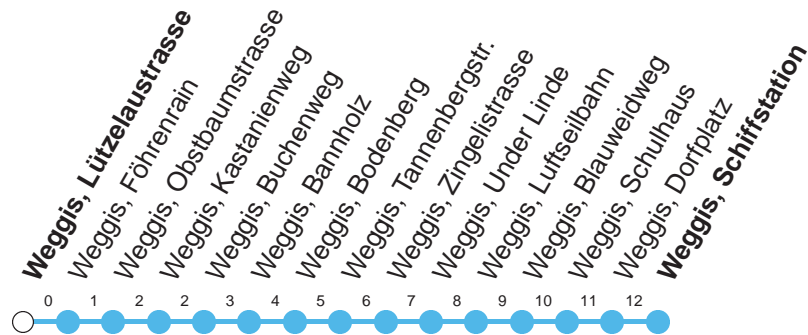 Weggis, Lützelaustrasse
Weggis, Föhrenrain
Weggis, Obstbaumstrasse
Weggis, Kastanienweg
Weggis, Buchenweg
Weggis, Bannholz
Weggis, Bodenberg
Weggis, Tannenbergstr.
Weggis, Zingelistrasse
Weggis, Under Linde
Weggis, Luftseilbahn
Weggis, Blauweidweg
Weggis, Schulhaus
Weggis, Dorfplatz
Weggis, Schiffstation
0 1 2 2 3 4 5 6 7 8 9 10 11 12